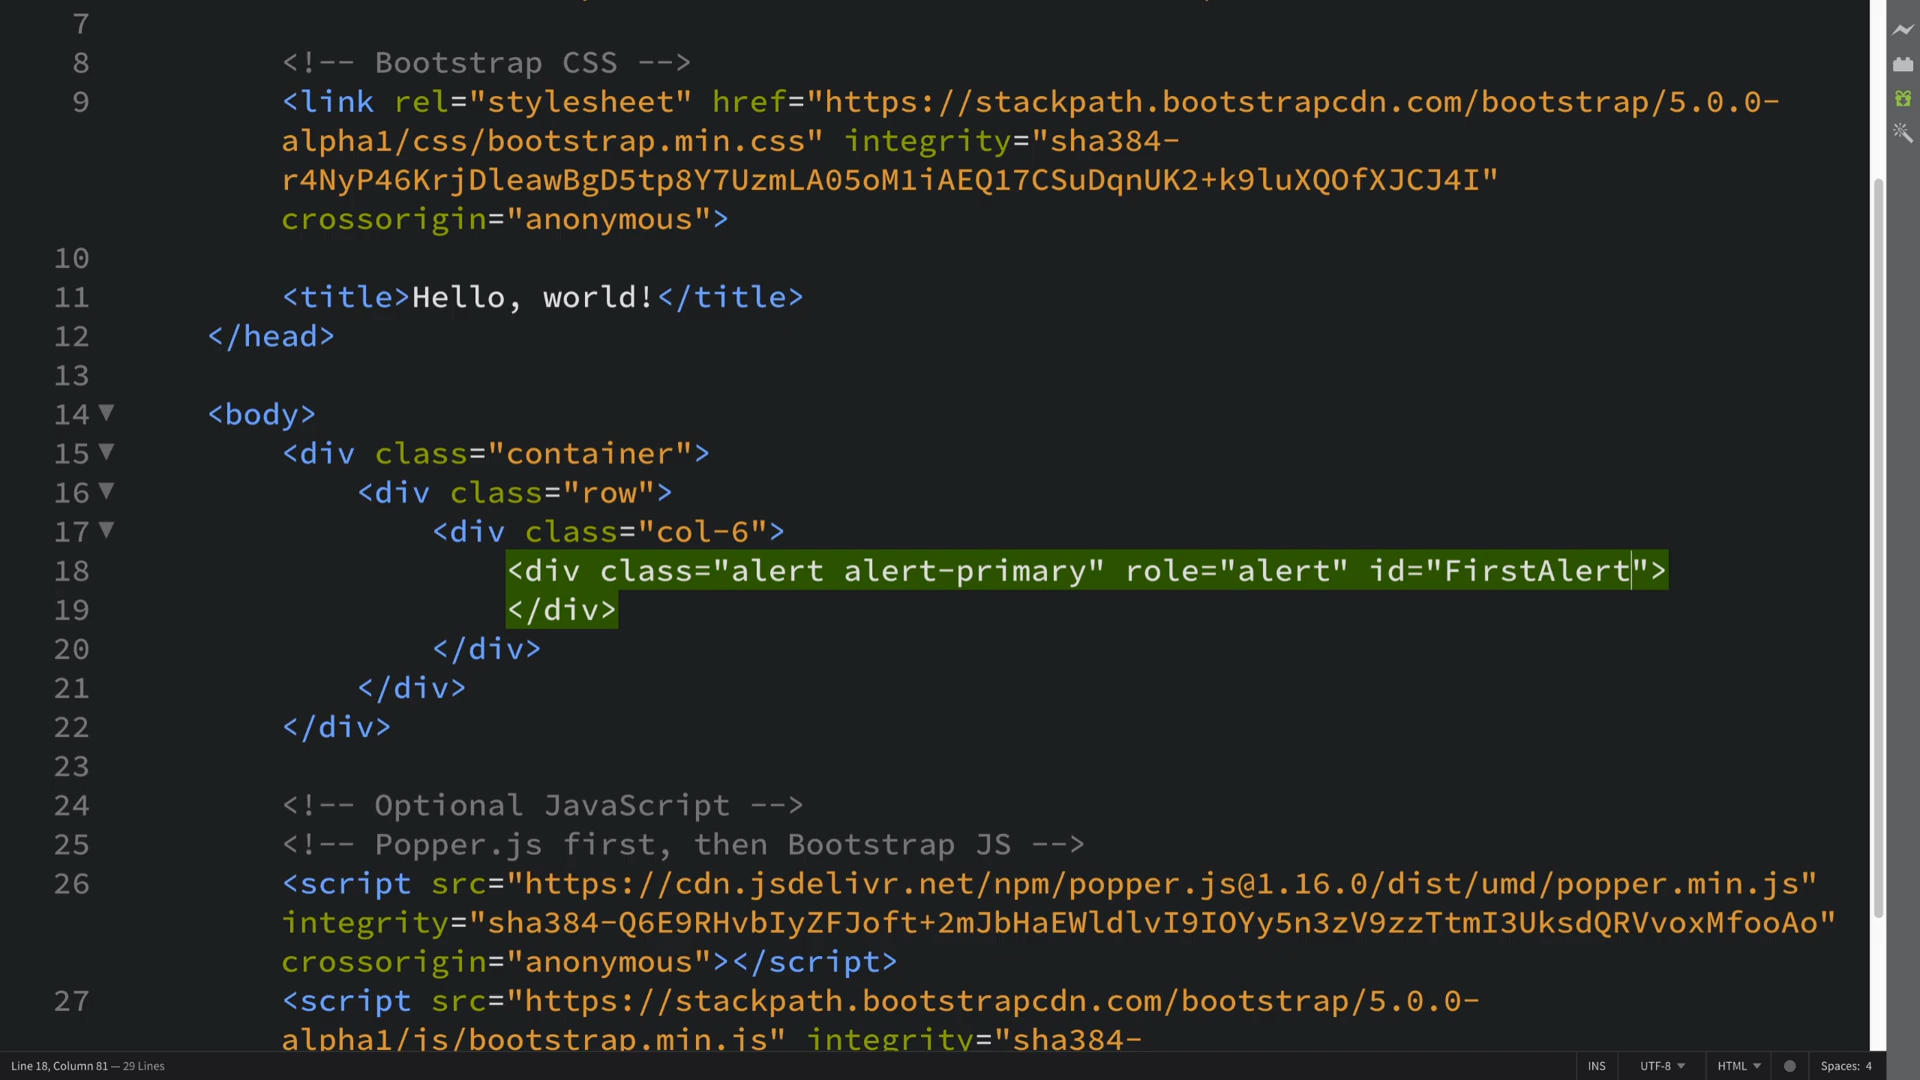 7
8 <!-- Bootstrap CSS -->
9 <link rel="stylesheet" href="https://stackpath.bootstrapcdn.com/bootstrap/5.0.0-
alpha1/css/bootstrap.min.css" integrity="sha384-
r4NyP46KrjDleawBgD5tp8Y7UzmLA05oM1iAEQ17CSuDqnUK2+k9luXQOfXJCJ4I"
crossorigin="anonymous">
10
11 <title>Hello, world!</title>
12 </head>
13
14 <body>
15 <div class="container">
16 <div class="row">
17 <div class="col-6">
18 <div class="alert alert-primary" role="alert" id="FirstAlert">
19 </div>
20 </div>
21 </div>
22 </div>
23
24 <!-- Optional JavaScript -->
25 <!-- Popper.js first, then Bootstrap JS -->
26 <script src="https://cdn.jsdelivr.net/npm/popper.js@1.16.0/dist/umd/popper.min.js"
integrity="sha384-Q6E9RHvbIyZFJoft+2mJbHaEWldlvI9IOYy5n3zV9zzTtmI3UksdQRVvoxMfooAo"
crossorigin="anonymous"></script>
27 <script src="https://stackpath.bootstrapcdn.com/bootstrap/5.0.0-
alpha1/js/bootstrap.min.js" integrity="sha384-
Line 18, Column 81 — 29 Lines INS UTF-8 HTML Spaces: 4